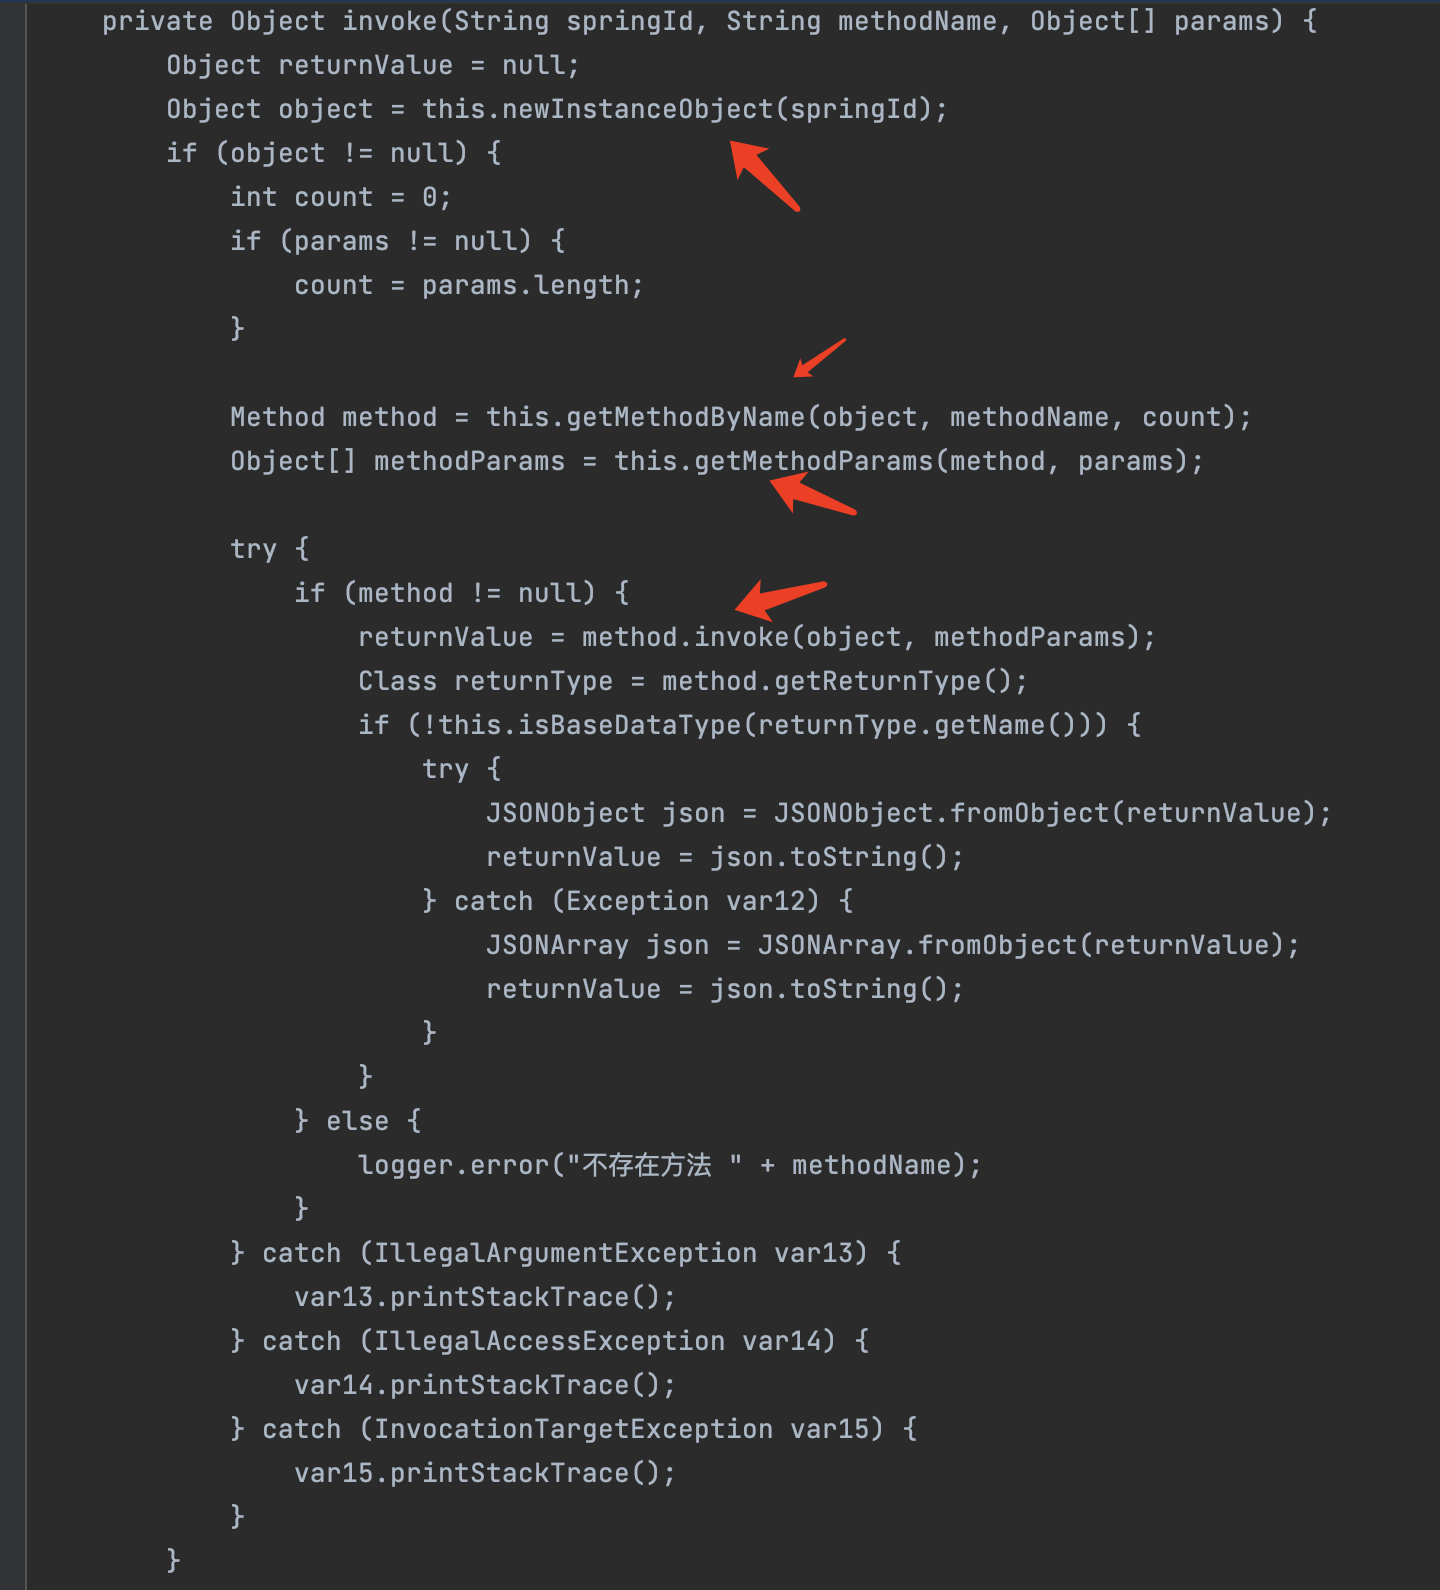 private Object invoke(String springId, String methodName, Object[] params) {
Object returnValue = null;
Object object = this.newInstanceObject(springId);
if (object != null) {
int count = 0;
if (params != null) {
count = params.length;
}
Method method = this.getMethodByName(object, methodName, count);
Object[] methodParams = this.getMethodParams(method, params);
try {
if (method != null) {
returnValue = method.invoke(object, methodParams);
Class returnType = method.getReturnType();
if (!this.isBaseDataType(returnType.getName())) {
try {
JSONObject json = JSONObject.fromObject(returnValue);
returnValue = json.toString();
} catch (Exception var12) {
JSONArray json = JSONArray.fromObject(returnValue);
returnValue = json.toString();
}
}
} else {
logger.error("不存在方法 " + methodName);
}
} catch (IllegalArgumentException var13) {
var13.printStackTrace();
} catch (IllegalAccessException var14) {
var14.printStackTrace();
} catch (InvocationTargetException var15) {
var15.printStackTrace();
}
}